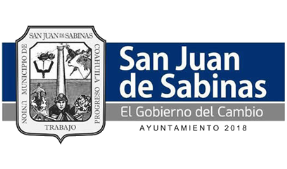 SAN JUAN DE SABINAS
UNION MUNICIPIO DE
COAHUILA PROGRESO
TRABAJO
San Juan
de Sabinas
El Gobierno del Cambio
AYUNTAMIENTO 2018